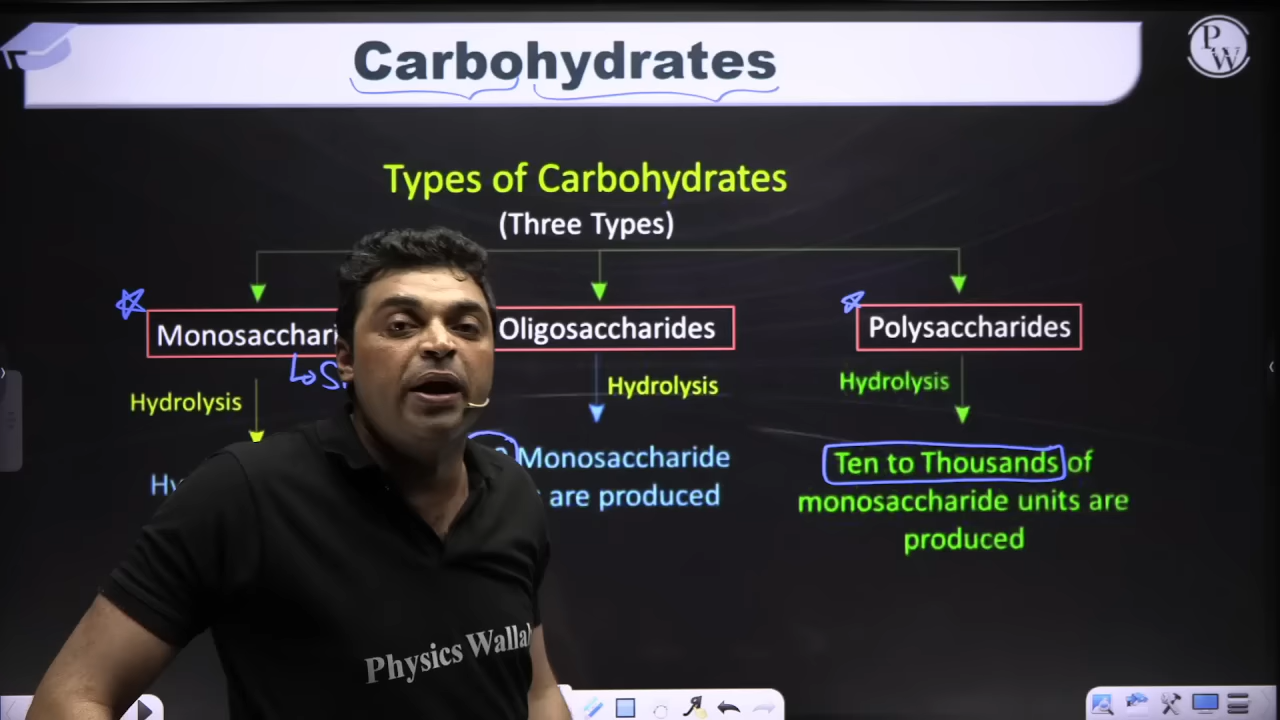 Carbohydrates
P
W
Types of Carbohydrates
(Three Types)
Oligosaccharides
Polysaccharides
Hydrolysis
Hydrolysis
Hydrolysis
Monosaccharide
are produced
Ten to Thousands of
monosaccharide units are
produced
Physics